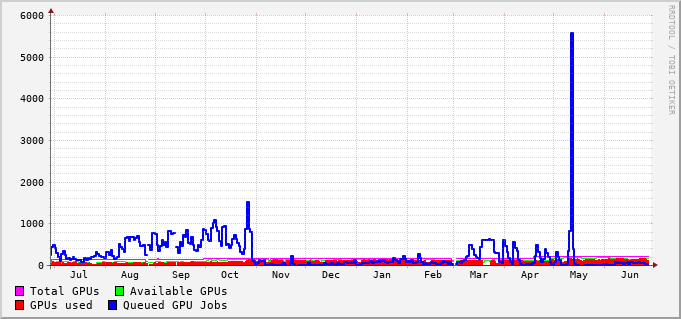 6000
5000
4000
3000
2000
1000
0
Jul Aug Sep Oct Nov Dec Jan Feb Mar Apr May Jun
Total GPUs Available GPUs
GPUs used Queued GPU Jobs
RRDTOOL / TOBI OETIKER